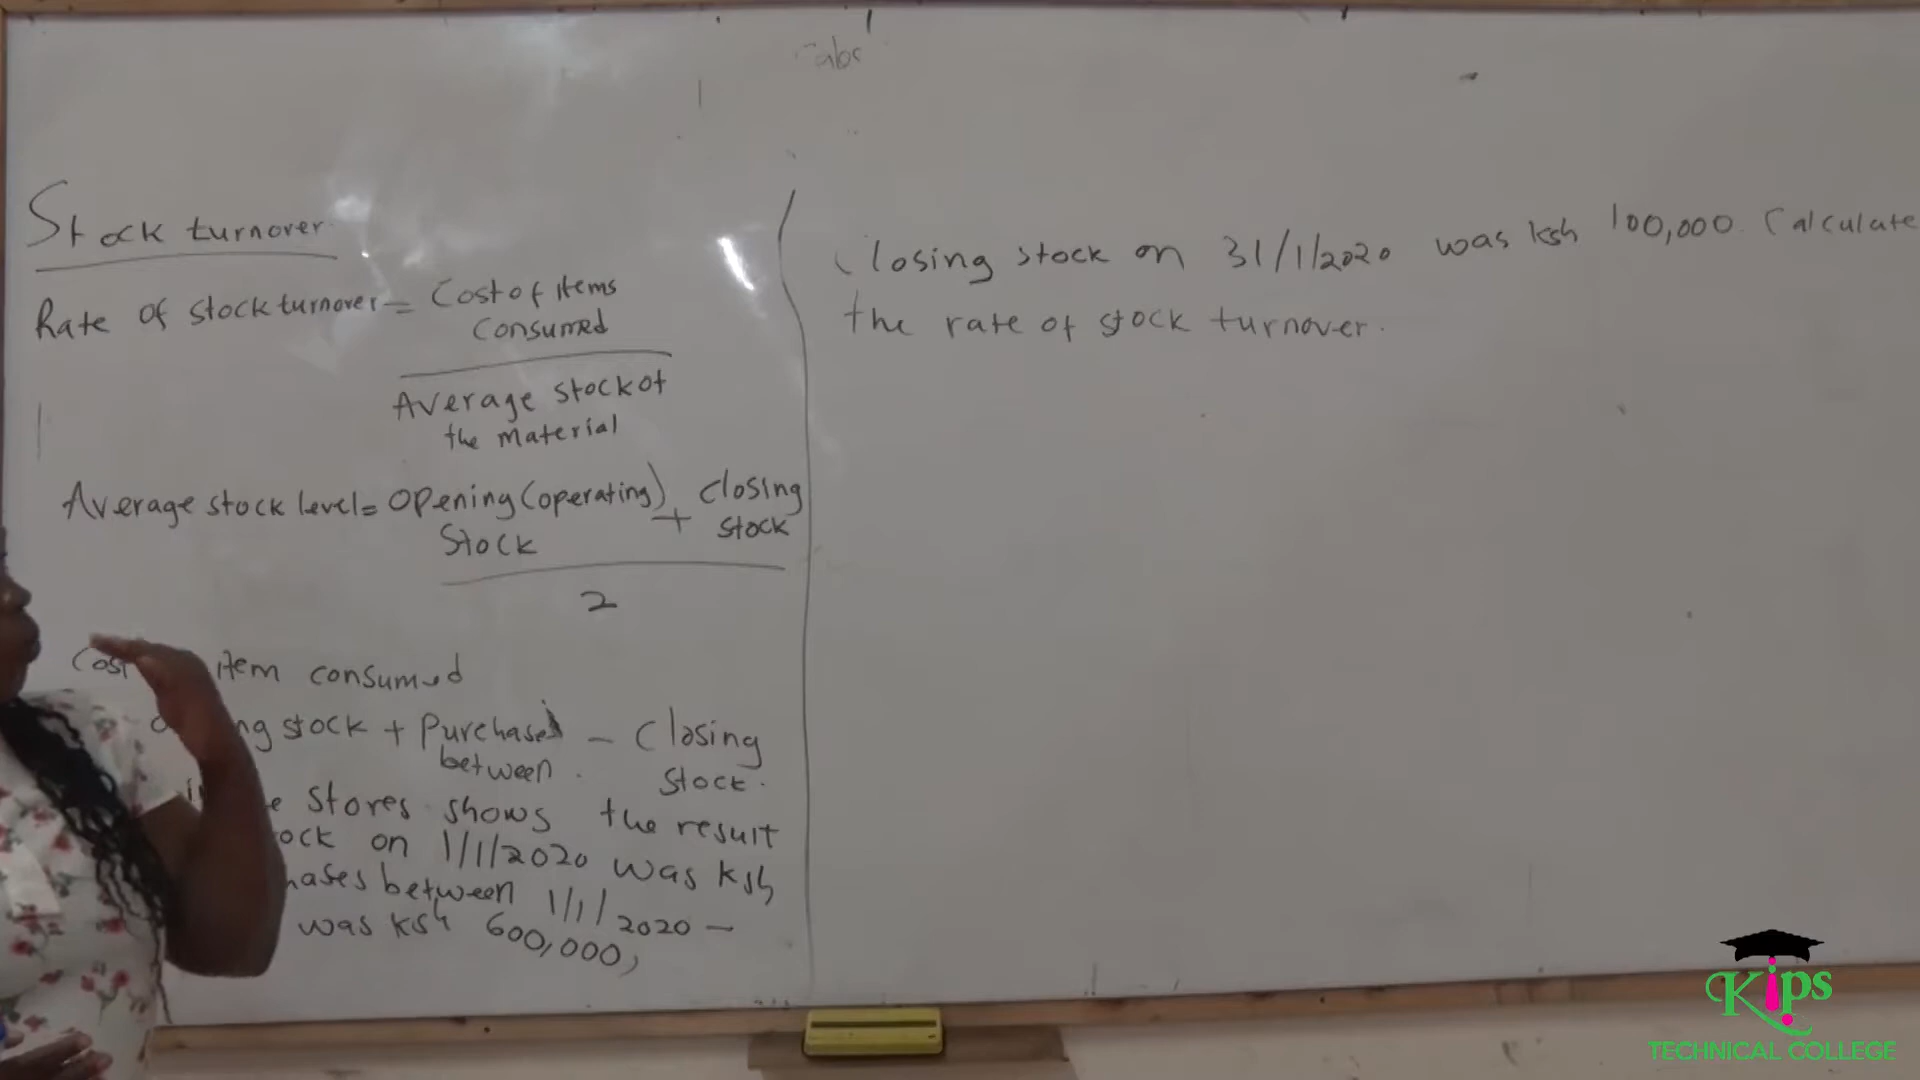 abc
Stock turnover
Rate of stock turnover = Cost of items
consumed
Average stock of
the material
Average stock level = Opening (operating) + Closing
Stock stock
2
Cost item consumed
ng stock + Purchases - Closing
between stock.
Stores shows the result
ock on 1/1/2020 was ksh
hases between 1/1/2020 -
was ksh 600,000,
Closing stock on 31/1/2020 was ksh 100,000. Calculate
the rate of stock turnover.
Kips
TECHNICAL COLLEGE